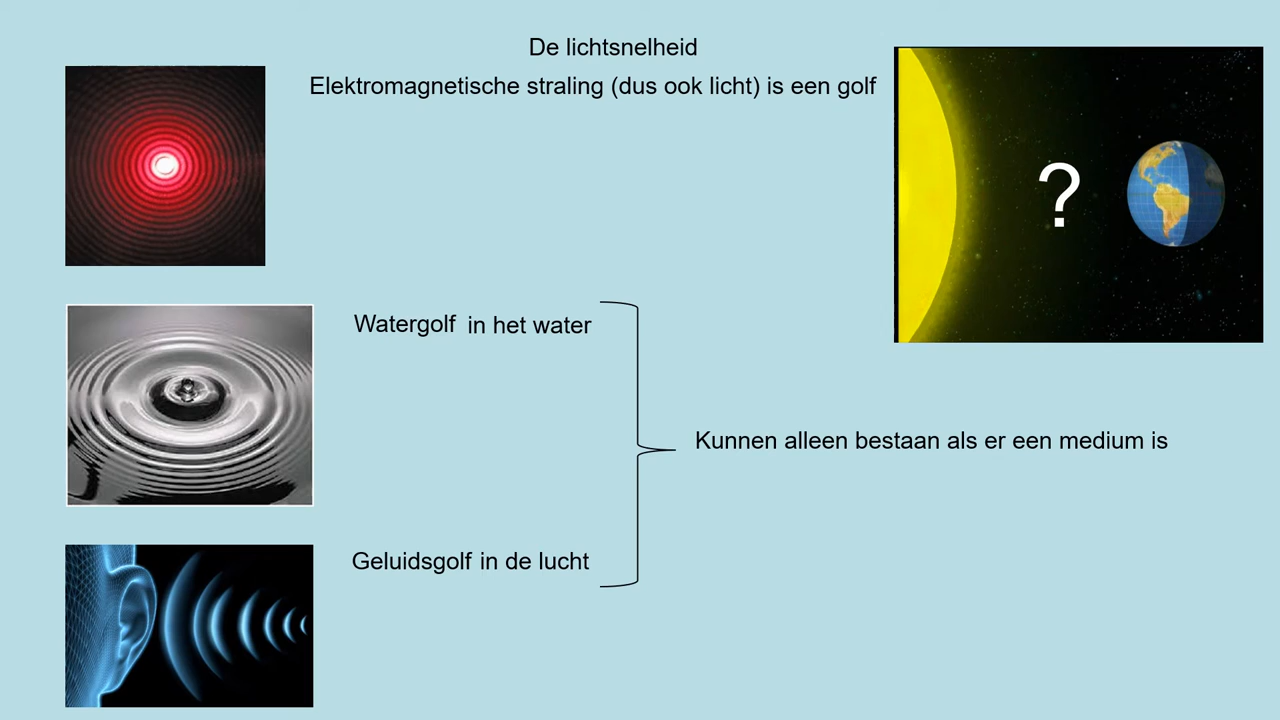 De lichtsnelheid
Elektromagnetische straling (dus ook licht) is een golf
?
Watergolf in het water
Kunnen alleen bestaan als er een medium is
Geluidsgolf in de lucht